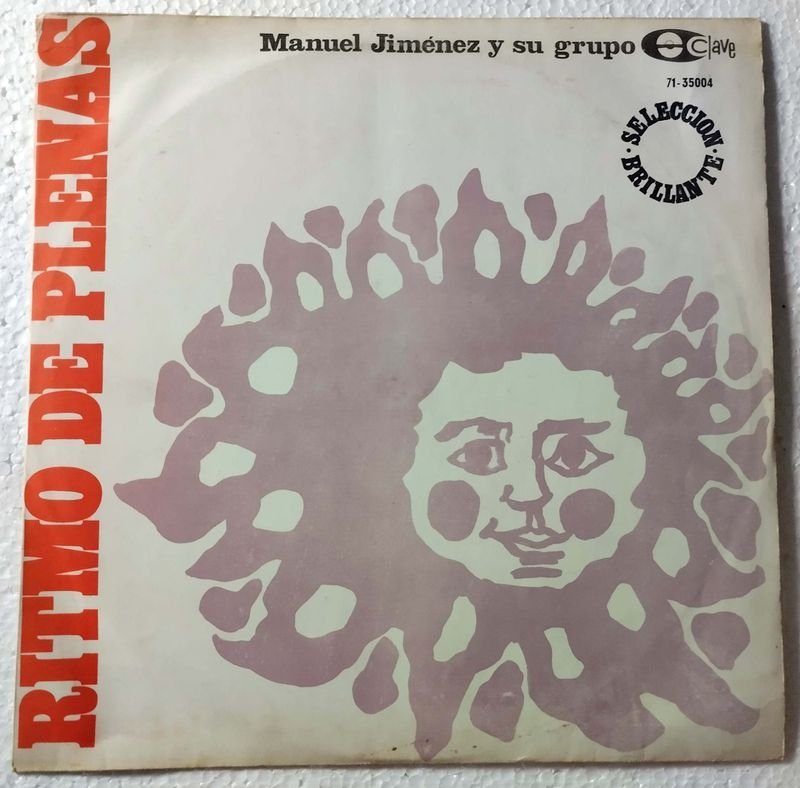 Manuel Jiménez y su grupo
Clave
71-35004
· SELECCION ·
BRILLANTE
RITMO DE PLENAS